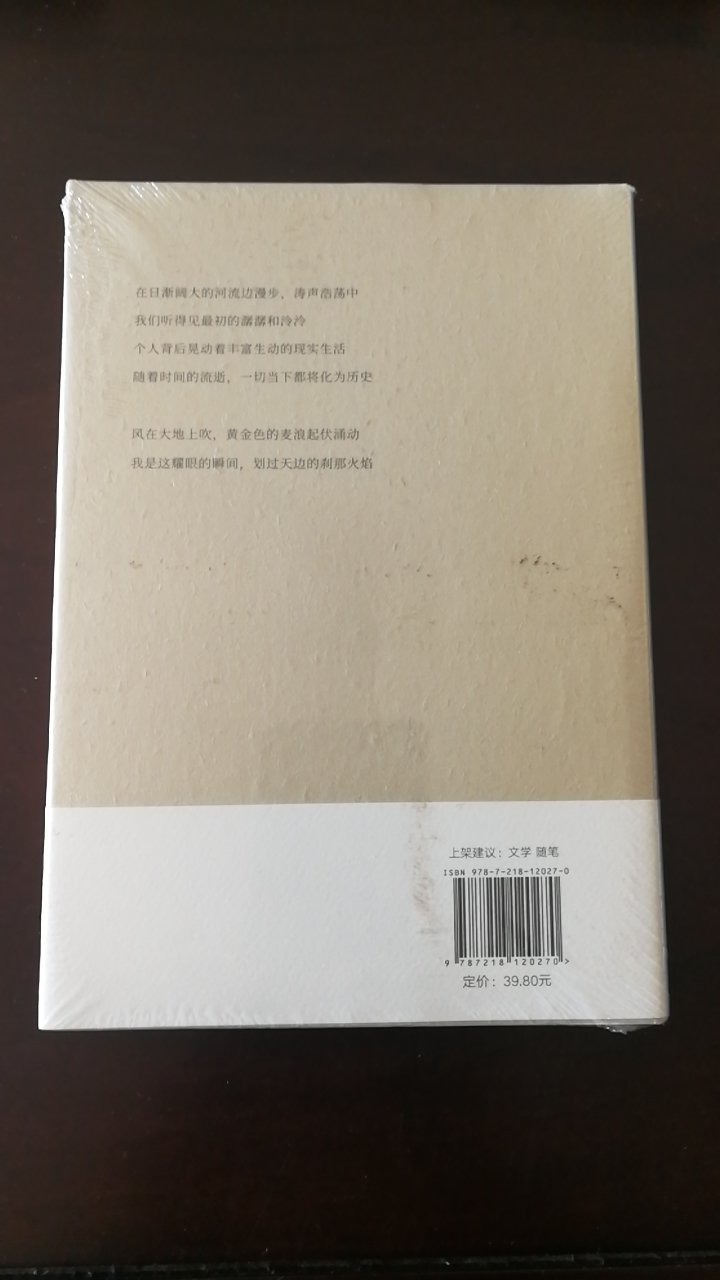 在日渐阔大的河流边漫步，涛声浩荡中
我们听得见最初的潺潺和泠泠
个人背后晃动着丰富生动的现实生活
随着时间的流逝，一切当下都将化为历史
风在大地上吹，黄金色的麦浪起伏涌动
我是这耀眼的瞬间，划过天边的刹那火焰
上架建议：文学 随笔
ISBN 978-7-218-12027-0
9 787218 120270 >
定价：39.80元